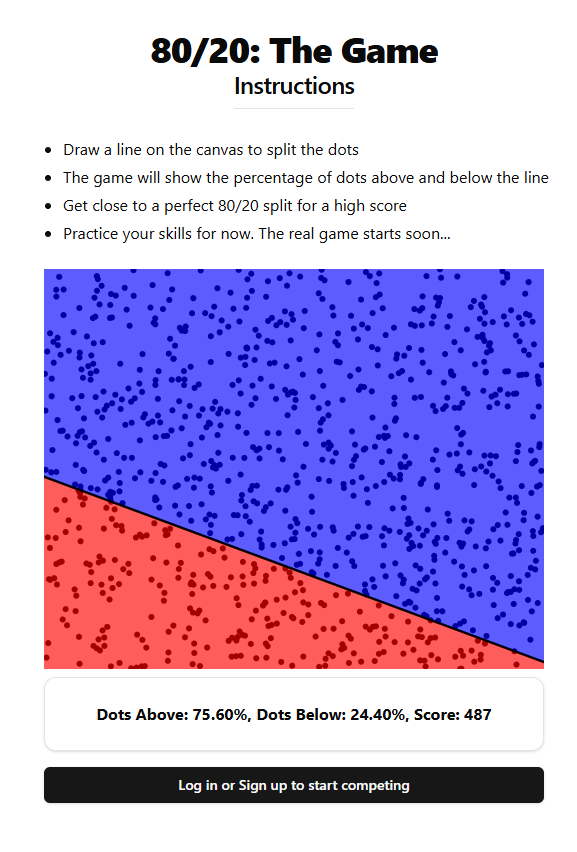 80/20: The Game
Instructions
Draw a line on the canvas to split the dots
The game will show the percentage of dots above and below the line
Get close to a perfect 80/20 split for a high score
Practice your skills for now. The real game starts soon...
Dots Above: 75.60%, Dots Below: 24.40%, Score: 487
Log in or Sign up to start competing